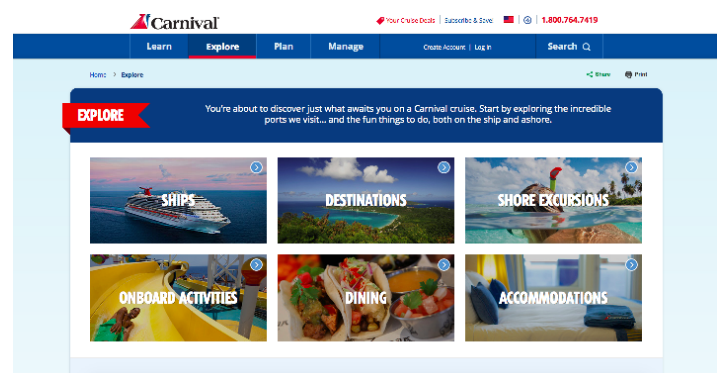 Carnival
Your Cruise Deals | Subscribe & Save! | 1.800.764.7419
Learn Explore Plan Manage Create Account | Log In Search
Home > Explore Share Print
EXPLORE
You're about to discover just what awaits you on a Carnival cruise. Start by exploring the incredible
ports we visit... and the fun things to do, both on the ship and ashore.
SHIPS DESTINATIONS SHORE EXCURSIONS
ONBOARD ACTIVITIES DINING ACCOMMODATIONS